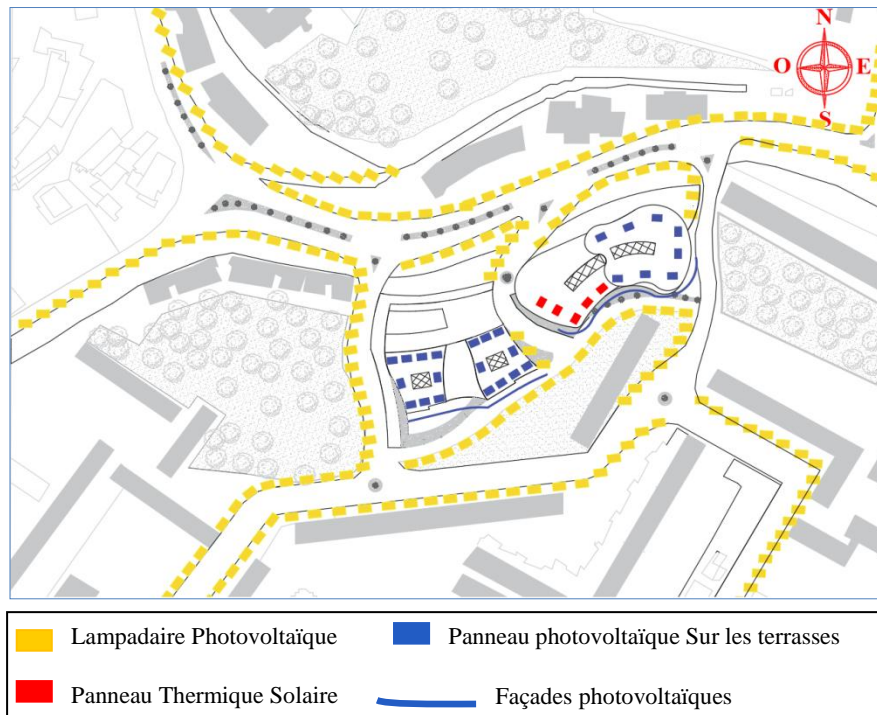 N
O E
S
Lampadaire Photovoltaïque Panneau photovoltaïque Sur les terrasses
Panneau Thermique Solaire Façades photovoltaïques